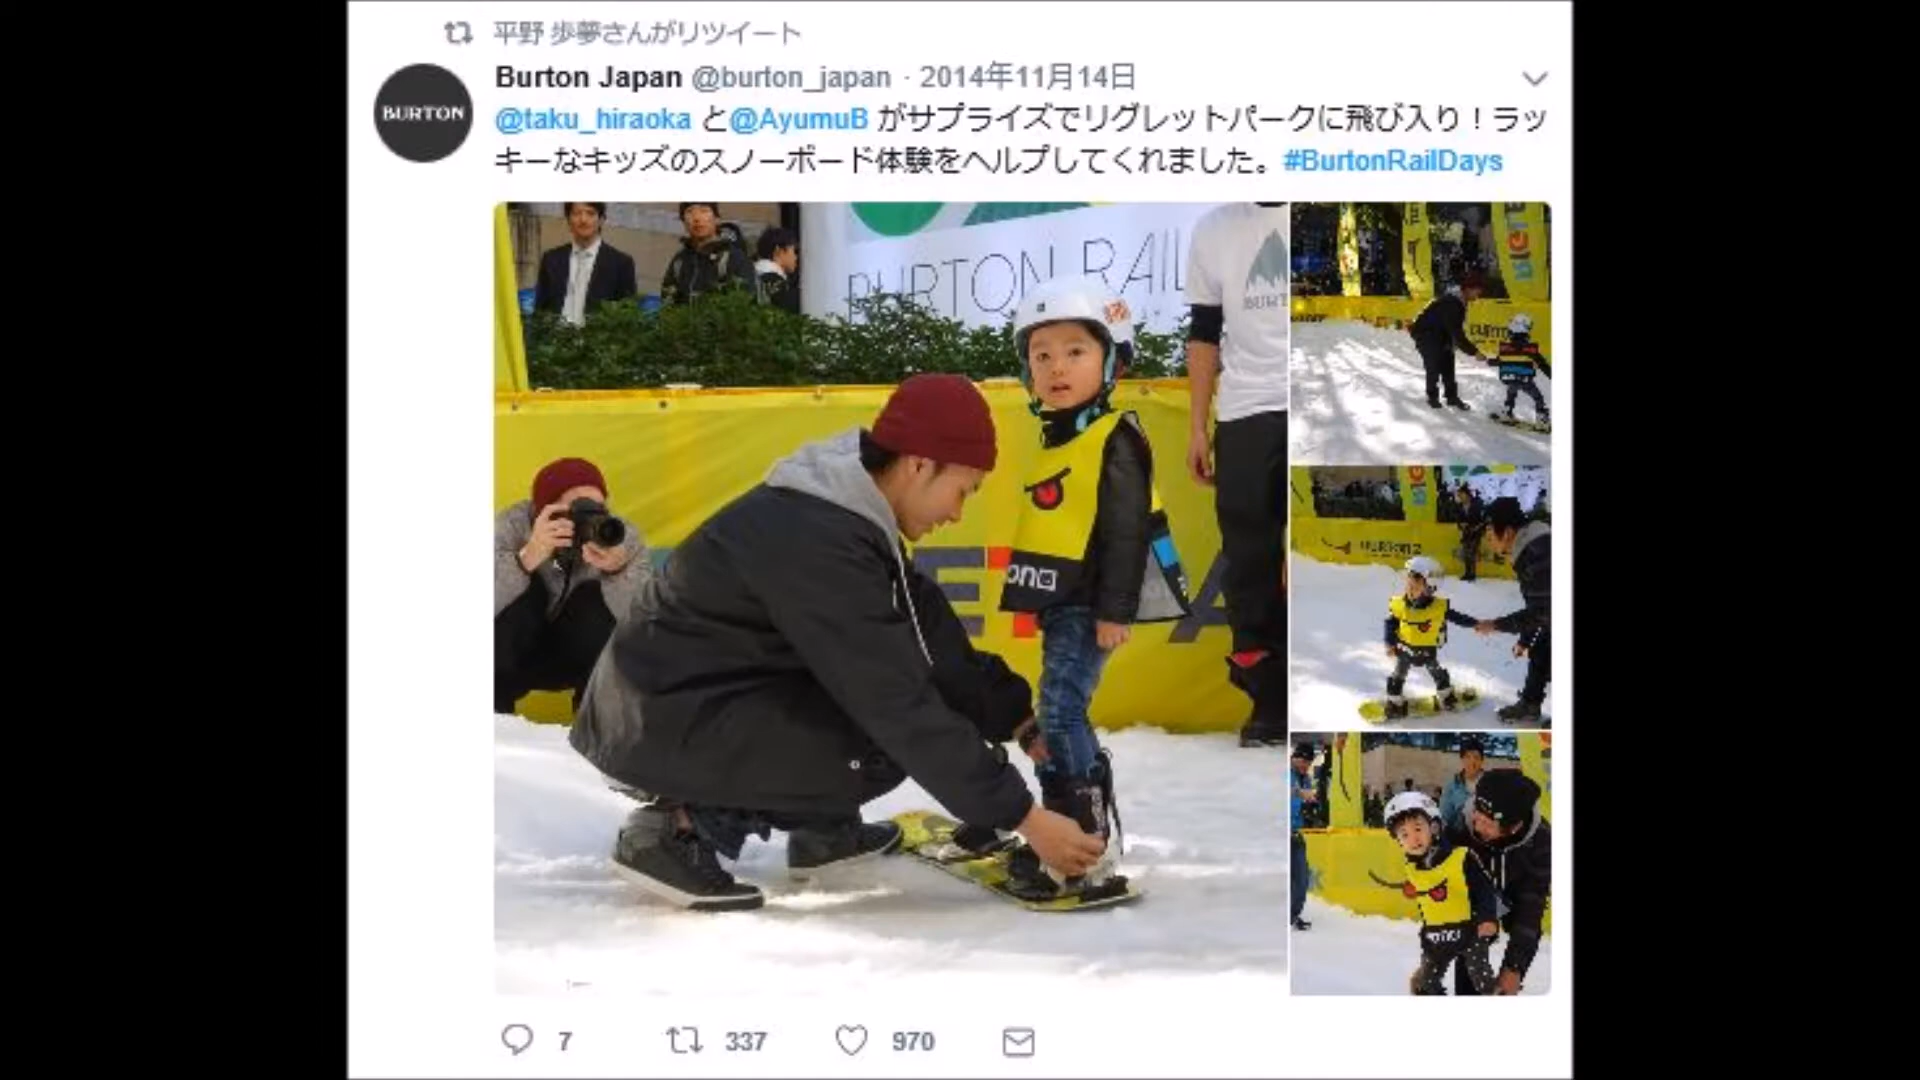 平野 歩夢さんがリツイート
Burton Japan @burton_japan · 2014年11月14日
BURTON
@taku_hiraoka と@AyumuB がサプライズでリグレットパークに飛び入り！ラッ
キーなキッズのスノーボード体験をヘルプしてくれました。#BurtonRailDays
BURTON RAIL
BURT
7
337
970